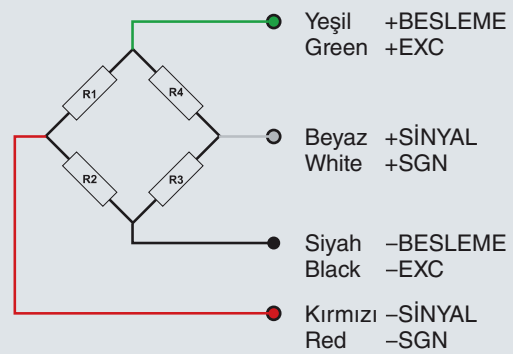 Yeşil +BESLEME
Green +EXC
R1
R4
Beyaz +SİNYAL
White +SGN
R2
R3
Siyah −BESLEME
Black −EXC
Kırmızı −SİNYAL
Red −SGN